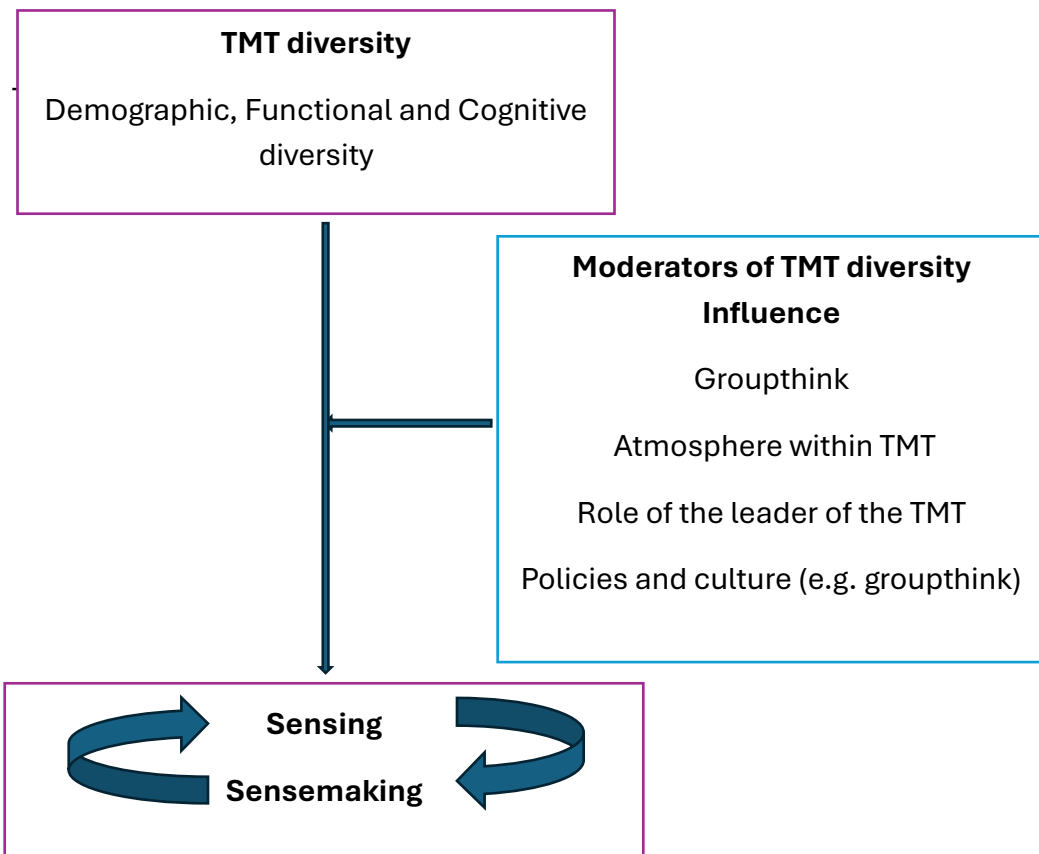 TMT diversity
Demographic, Functional and Cognitive
diversity
Moderators of TMT diversity
Influence
Groupthink
Atmosphere within TMT
Role of the leader of the TMT
Policies and culture (e.g. groupthink)
Sensing
Sensemaking